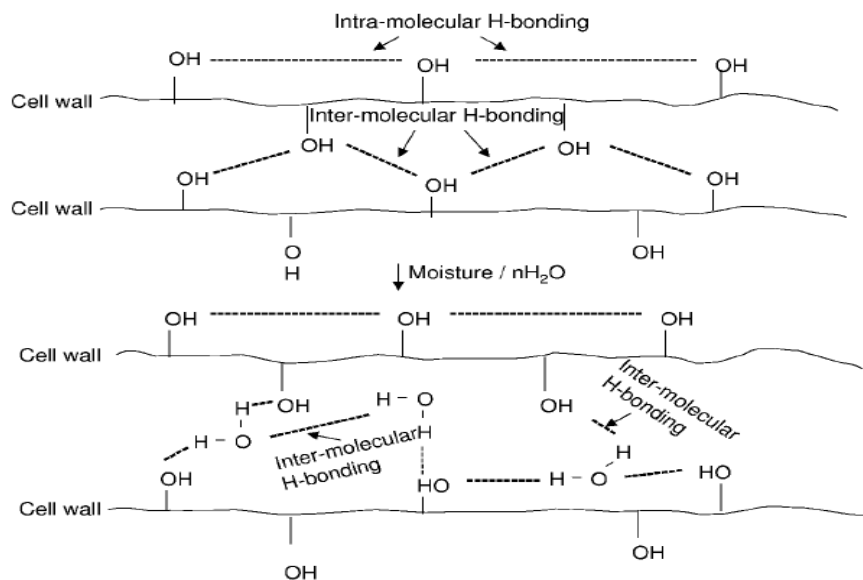 Intra-molecular H-bonding
OH OH OH
Cell wall
Inter-molecular H-bonding
OH OH
OH OH OH
Cell wall
O
H
OH
Moisture / nH₂O
OH OH OH
Cell wall
OH OH
H H – O
H – O H
Inter-molecular
H-bonding
Inter-molecular
H-bonding
H
OH HO H – O HO
Cell wall
OH OH